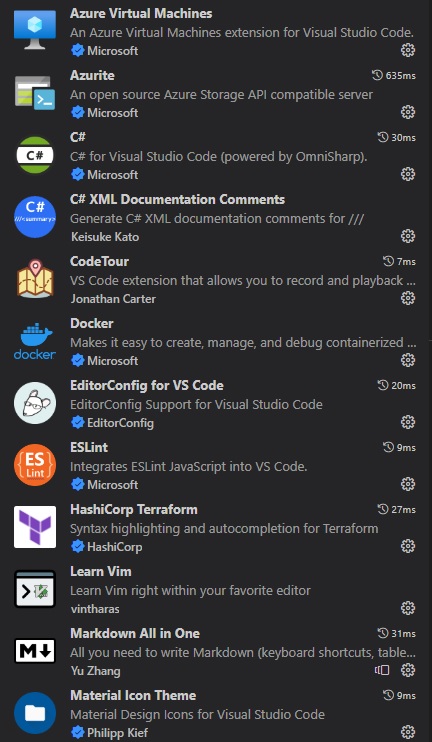 Azure Virtual Machines
An Azure Virtual Machines extension for Visual Studio Code.
Microsoft
Azurite 635ms
An open source Azure Storage API compatible server
Microsoft
C# 30ms
C# for Visual Studio Code (powered by OmniSharp).
Microsoft
C#
///<summary>
C# XML Documentation Comments
Generate C# XML documentation comments for ///
Keisuke Kato
CodeTour 7ms
VS Code extension that allows you to record and playback ...
Jonathan Carter
docker
Docker
Makes it easy to create, manage, and debug containerized ...
Microsoft
EditorConfig for VS Code 20ms
EditorConfig Support for Visual Studio Code
EditorConfig
ES
Lint
ESLint 9ms
Integrates ESLint JavaScript into VS Code.
Microsoft
HashiCorp Terraform 27ms
Syntax highlighting and autocompletion for Terraform
HashiCorp
Learn Vim
Learn Vim right within your favorite editor
vintharas
M
Markdown All in One 31ms
All you need to write Markdown (keyboard shortcuts, table...
Yu Zhang
Material Icon Theme 9ms
Material Design Icons for Visual Studio Code
Philipp Kief
C#